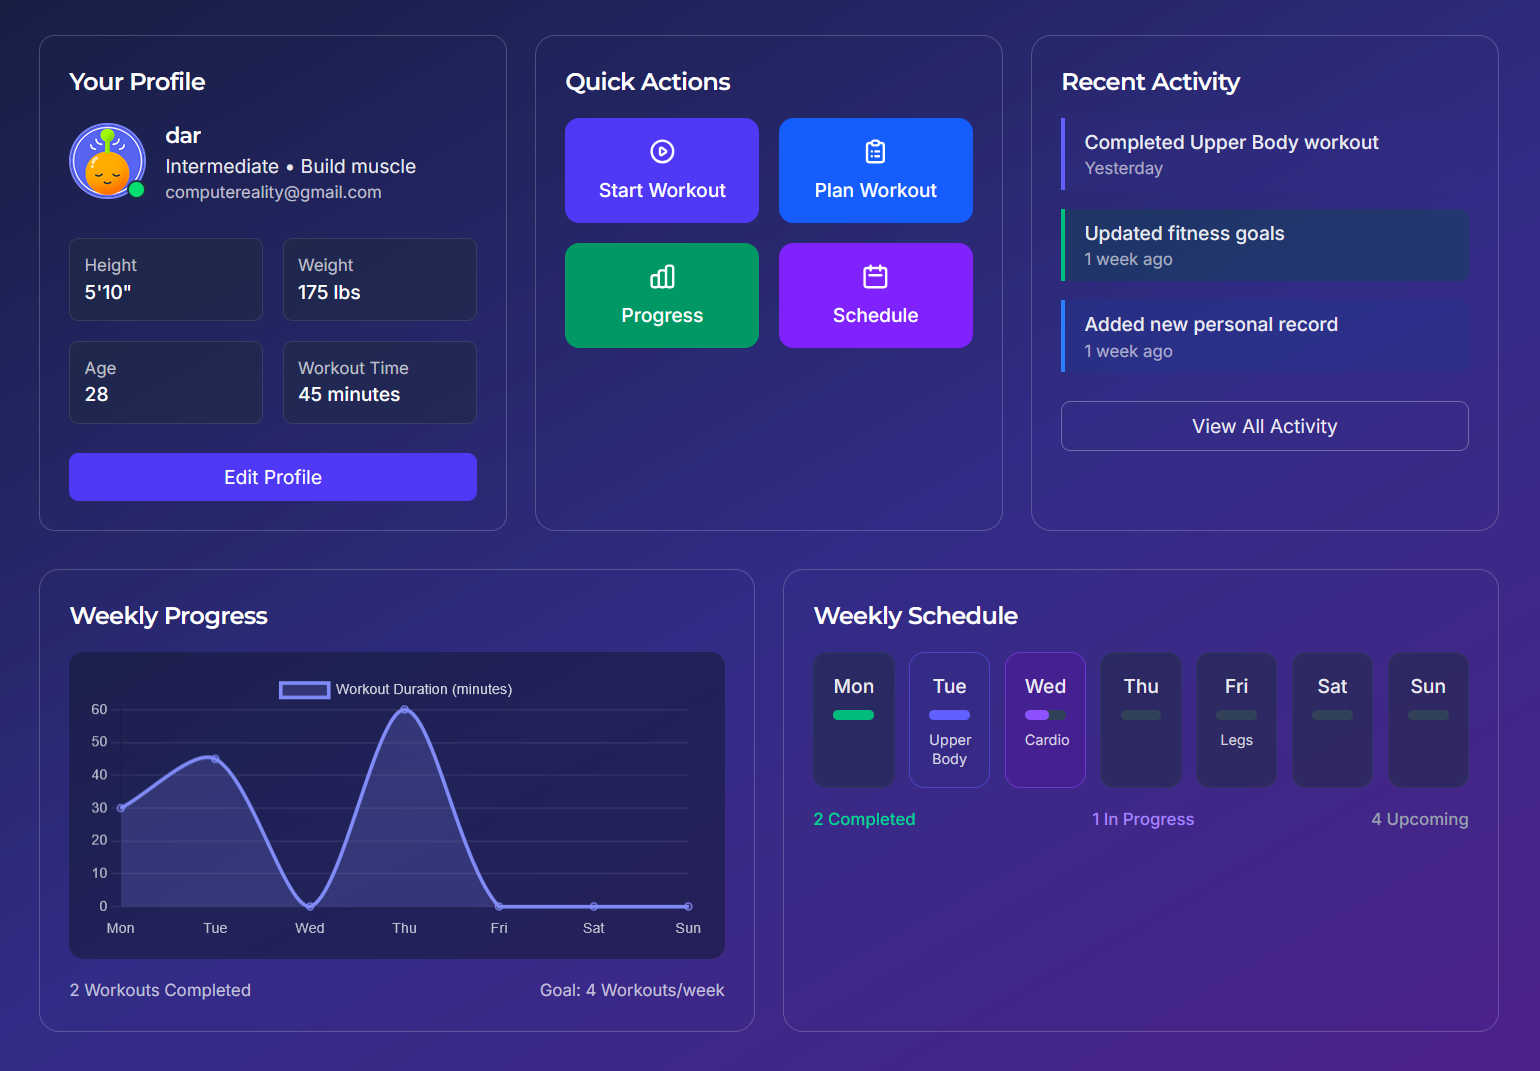 Your Profile
dar
Intermediate • Build muscle
computereality@gmail.com
Height
5'10"
Weight
175 lbs
Age
28
Workout Time
45 minutes
Edit Profile
Quick Actions
Start Workout
Plan Workout
Progress
Schedule
Recent Activity
Completed Upper Body workout
Yesterday
Updated fitness goals
1 week ago
Added new personal record
1 week ago
View All Activity
Weekly Progress
Workout Duration (minutes)
60
50
40
30
20
10
0
Mon Tue Wed Thu Fri Sat Sun
2 Workouts Completed
Goal: 4 Workouts/week
Weekly Schedule
Mon
Tue
Upper
Body
Wed
Cardio
Thu
Fri
Legs
Sat
Sun
2 Completed
1 In Progress
4 Upcoming